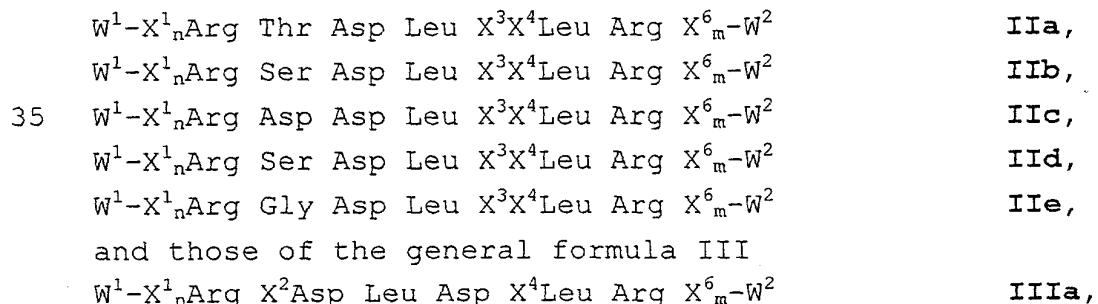 W¹-X¹ₙArg Thr Asp Leu X³X⁴Leu Arg X⁶ₘ-W² IIa,
W¹-X¹ₙArg Ser Asp Leu X³X⁴Leu Arg X⁶ₘ-W² IIb,
35 W¹-X¹ₙArg Asp Asp Leu X³X⁴Leu Arg X⁶ₘ-W² IIc,
W¹-X¹ₙArg Ser Asp Leu X³X⁴Leu Arg X⁶ₘ-W² IId,
W¹-X¹ₙArg Gly Asp Leu X³X⁴Leu Arg X⁶ₘ-W² IIe,
and those of the general formula III
W¹-X¹ₙArg X²Asp Leu Asp X⁴Leu Arg X⁶ₘ-W² IIIa,